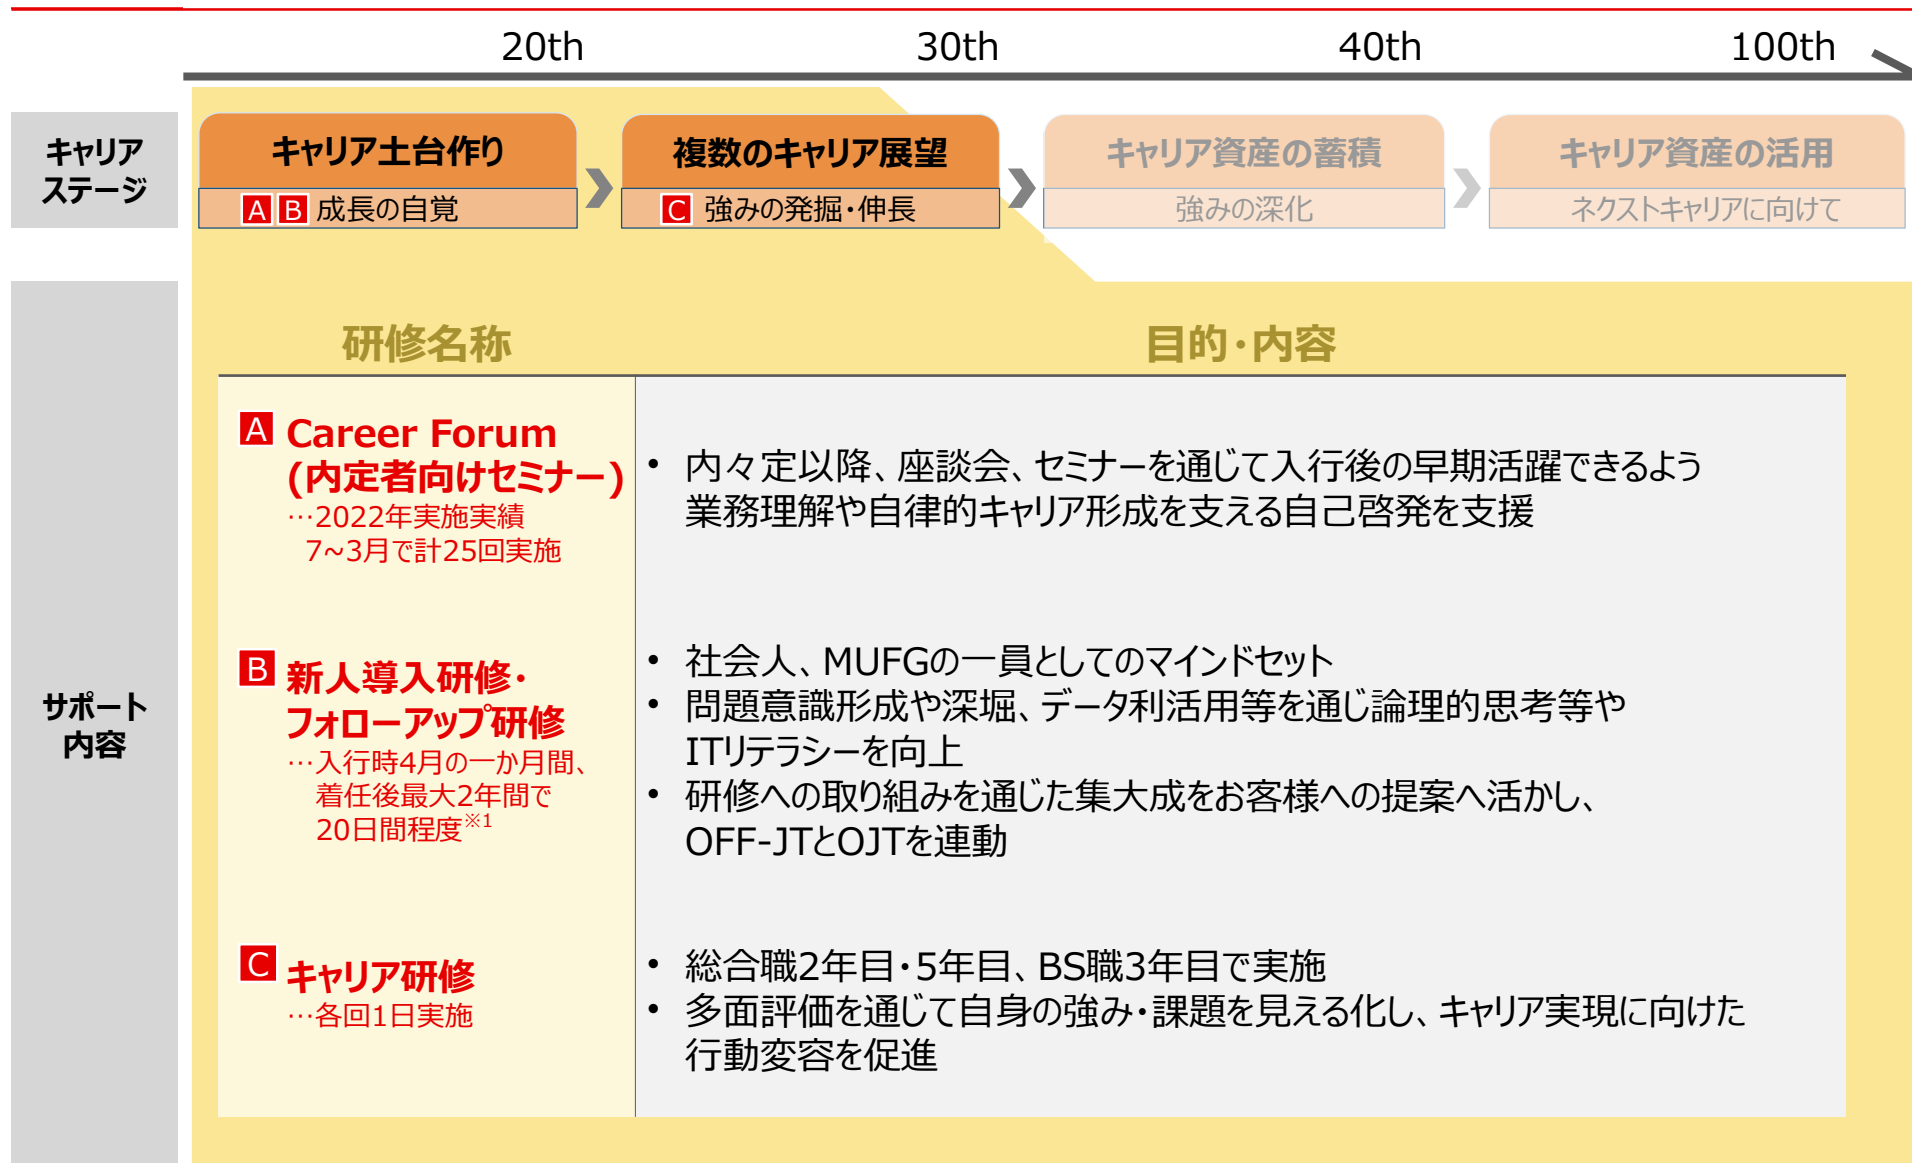 20th 30th 40th 100th
キャリア
ステージ
キャリア土台作り
A B 成長の自覚
複数のキャリア展望
C 強みの発掘・伸長
キャリア資産の蓄積
強みの深化
キャリア資産の活用
ネクストキャリアに向けて
サポート
内容
研修名称
目的・内容
A Career Forum
(内定者向けセミナー)
…2022年実施実績
7~3月で計25回実施
• 内々定以降、座談会、セミナーを通じて入行後の早期活躍できるよう
業務理解や自律的キャリア形成を支える自己啓発を支援
B 新人導入研修・
フォローアップ研修
…入行時4月の一か月間、
着任後最大2年間で
20日間程度※1
• 社会人、MUFGの一員としてのマインドセット
• 問題意識形成や深堀、データ利活用等を通じ論理的思考等や
ITリテラシーを向上
• 研修への取り組みを通じた集大成をお客様への提案へ活かし、
OFF-JTとOJTを連動
C キャリア研修
…各回1日実施
• 総合職2年目・5年目、BS職3年目で実施
• 多面評価を通じて自身の強み・課題を見える化し、キャリア実現に向けた
行動変容を促進